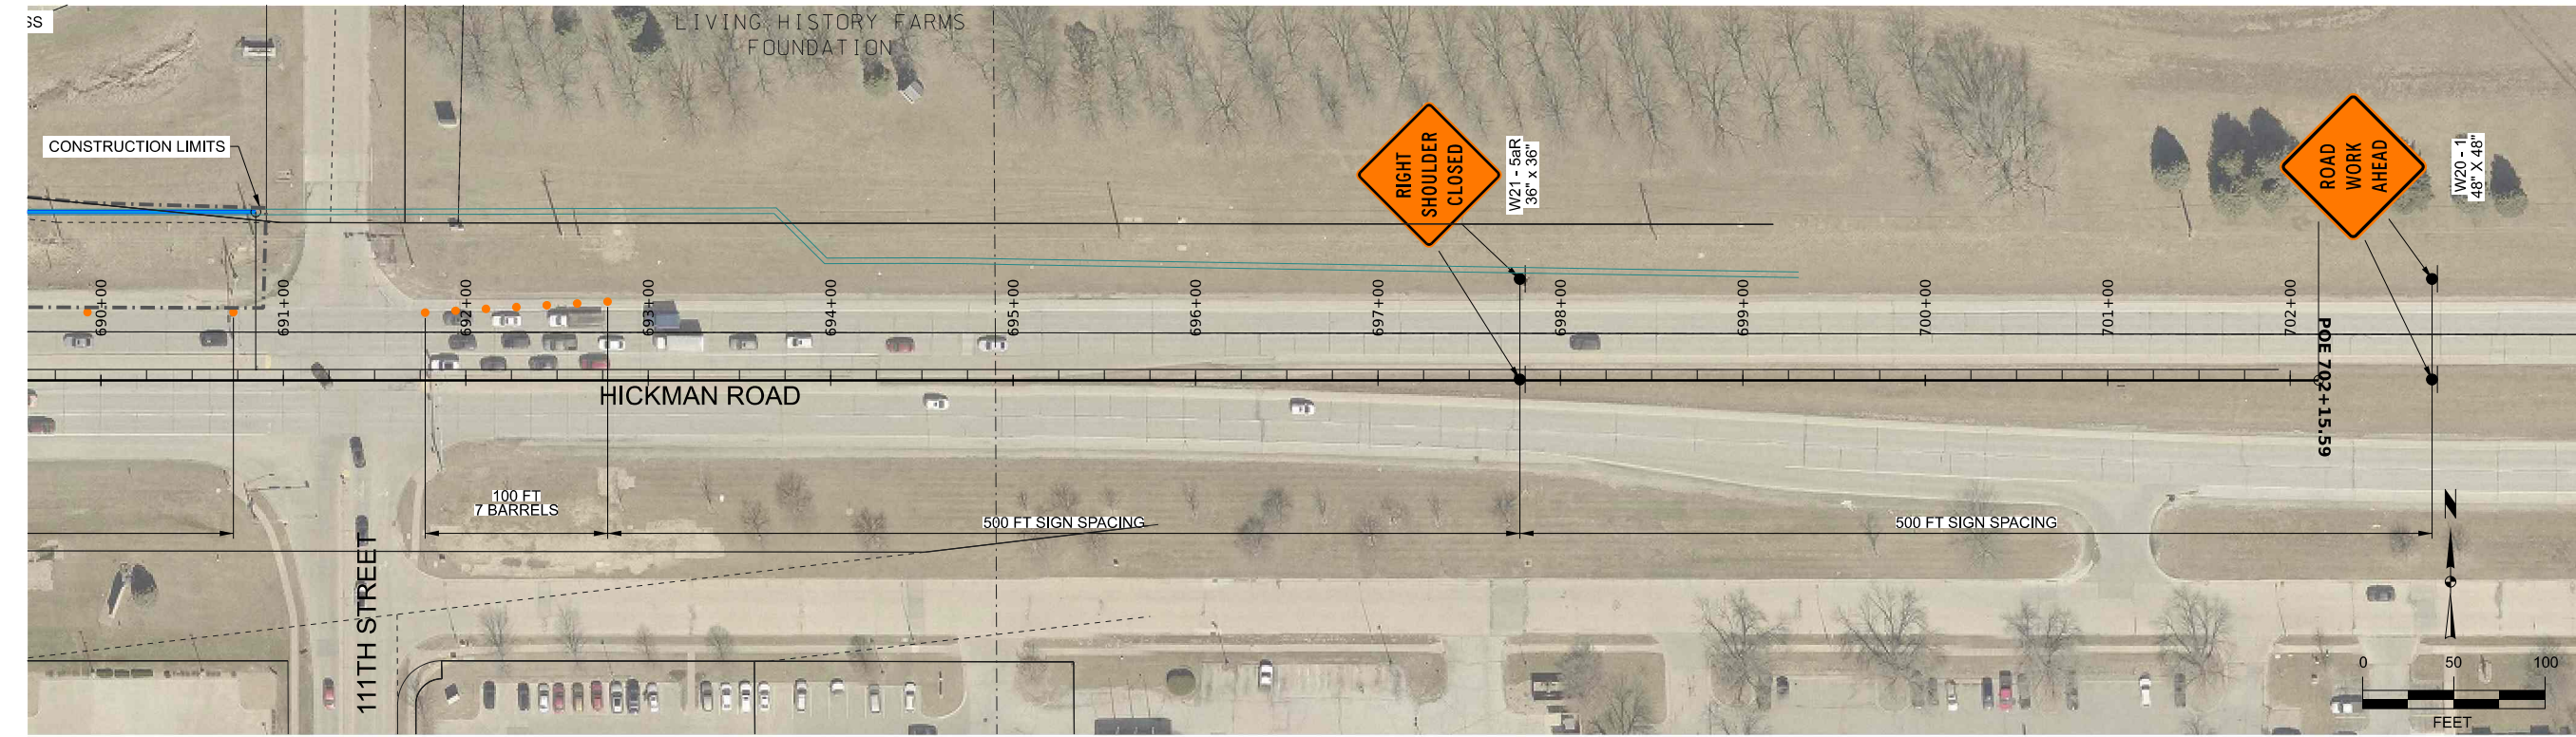 SS
LIVING HISTORY FARMS
FOUNDATION
CONSTRUCTION LIMITS
RIGHT
SHOULDER
CLOSED
W21 - 5aR
36" x 36"
ROAD
WORK
AHEAD
W20 - 1
48" X 48"
690+00
691+00
692+00
693+00
694+00
695+00
696+00
697+00
698+00
699+00
700+00
701+00
702+00
POE 702+15.59
HICKMAN ROAD
100 FT
7 BARRELS
500 FT SIGN SPACING
500 FT SIGN SPACING
111TH STREET
N
0 50 100
FEET